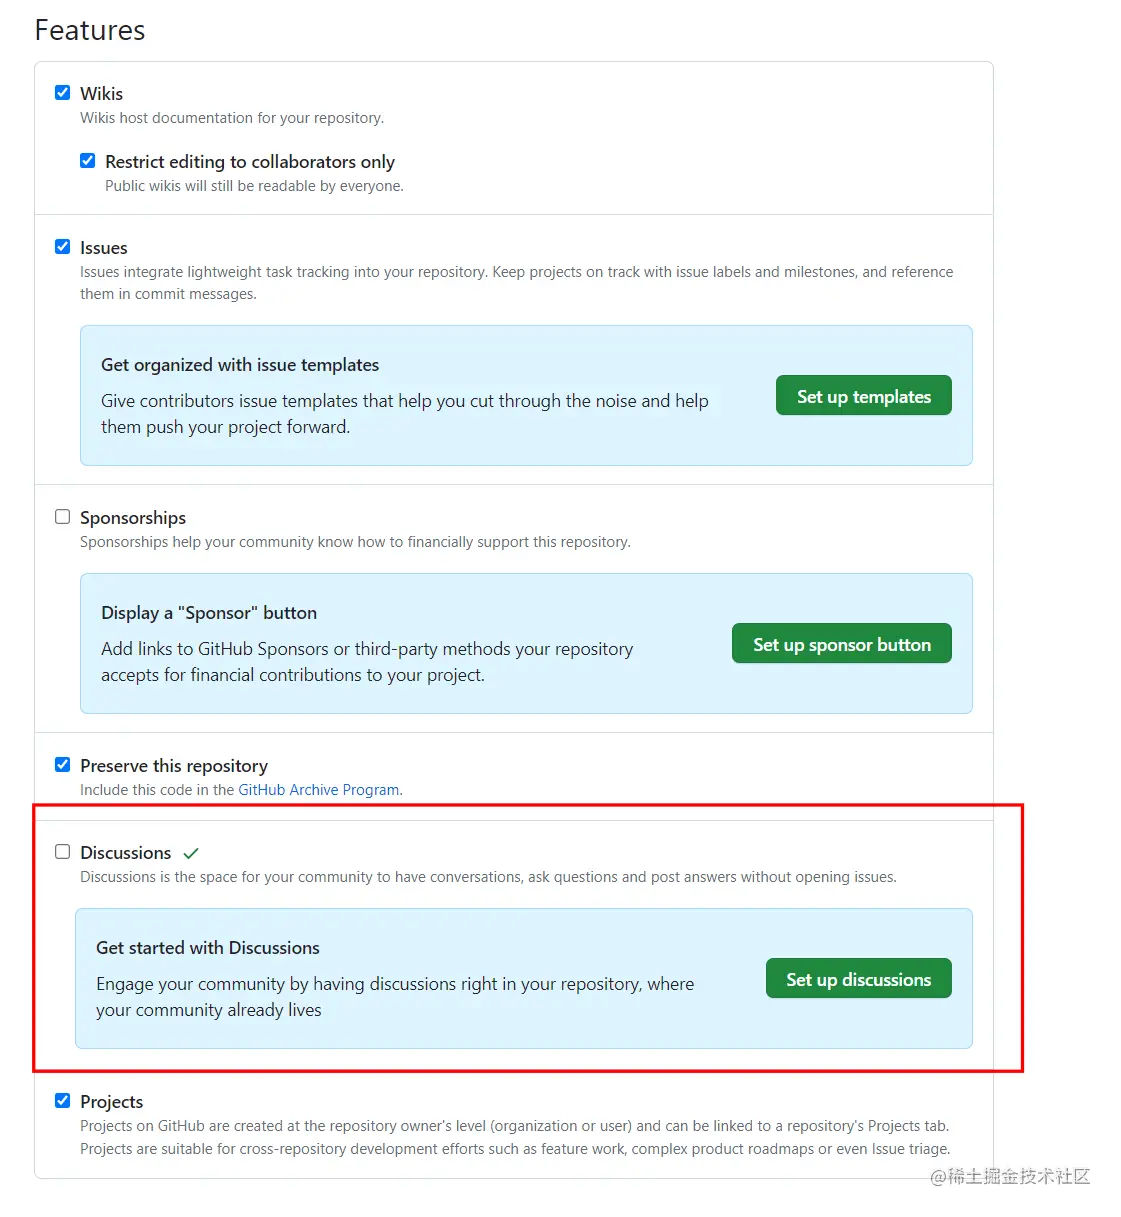 Features
Wikis
Wikis host documentation for your repository.
Restrict editing to collaborators only
Public wikis will still be readable by everyone.
Issues
Issues integrate lightweight task tracking into your repository. Keep projects on track with issue labels and milestones, and reference
them in commit messages.
Get organized with issue templates
Give contributors issue templates that help you cut through the noise and help
them push your project forward.
Set up templates
Sponsorships
Sponsorships help your community know how to financially support this repository.
Display a "Sponsor" button
Add links to GitHub Sponsors or third-party methods your repository
accepts for financial contributions to your project.
Set up sponsor button
Preserve this repository
Include this code in the GitHub Archive Program.
Discussions
Discussions is the space for your community to have conversations, ask questions and post answers without opening issues.
Get started with Discussions
Engage your community by having discussions right in your repository, where
your community already lives
Set up discussions
Projects
Projects on GitHub are created at the repository owner's level (organization or user) and can be linked to a repository's Projects tab.
Projects are suitable for cross-repository development efforts such as feature work, complex product roadmaps or even Issue triage.
@稀土掘金技术社区